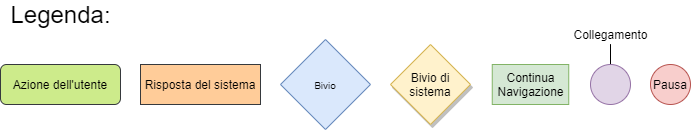 Legenda:
Collegamento
Azione dell'utente
Risposta del sistema
Bivio
Bivio di
sistema
Continua
Navigazione
Pausa